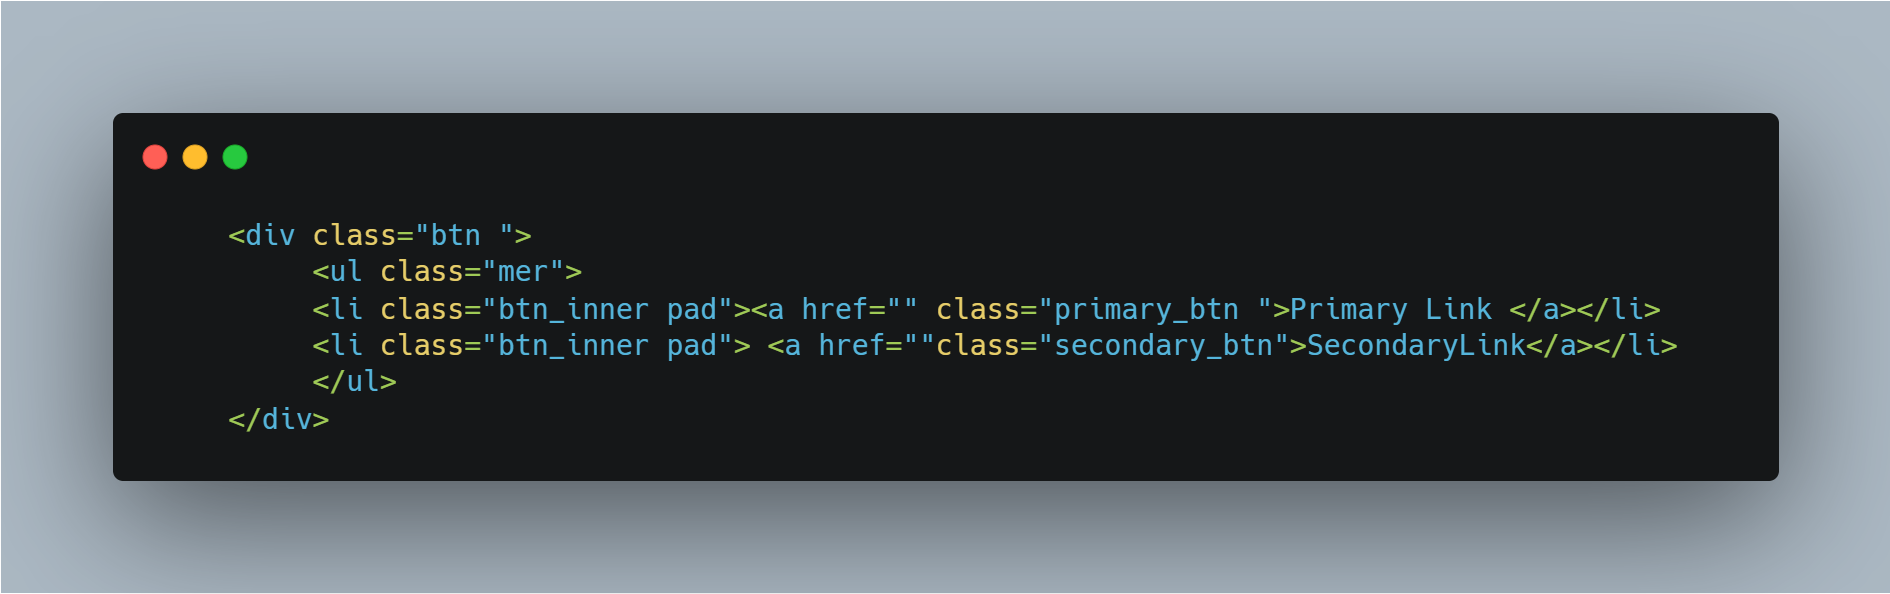 <div class="btn ">
<ul class="mer">
<li class="btn_inner pad"><a href="" class="primary_btn ">Primary Link </a></li>
<li class="btn_inner pad"> <a href=""class="secondary_btn">SecondaryLink</a></li>
</ul>
</div>